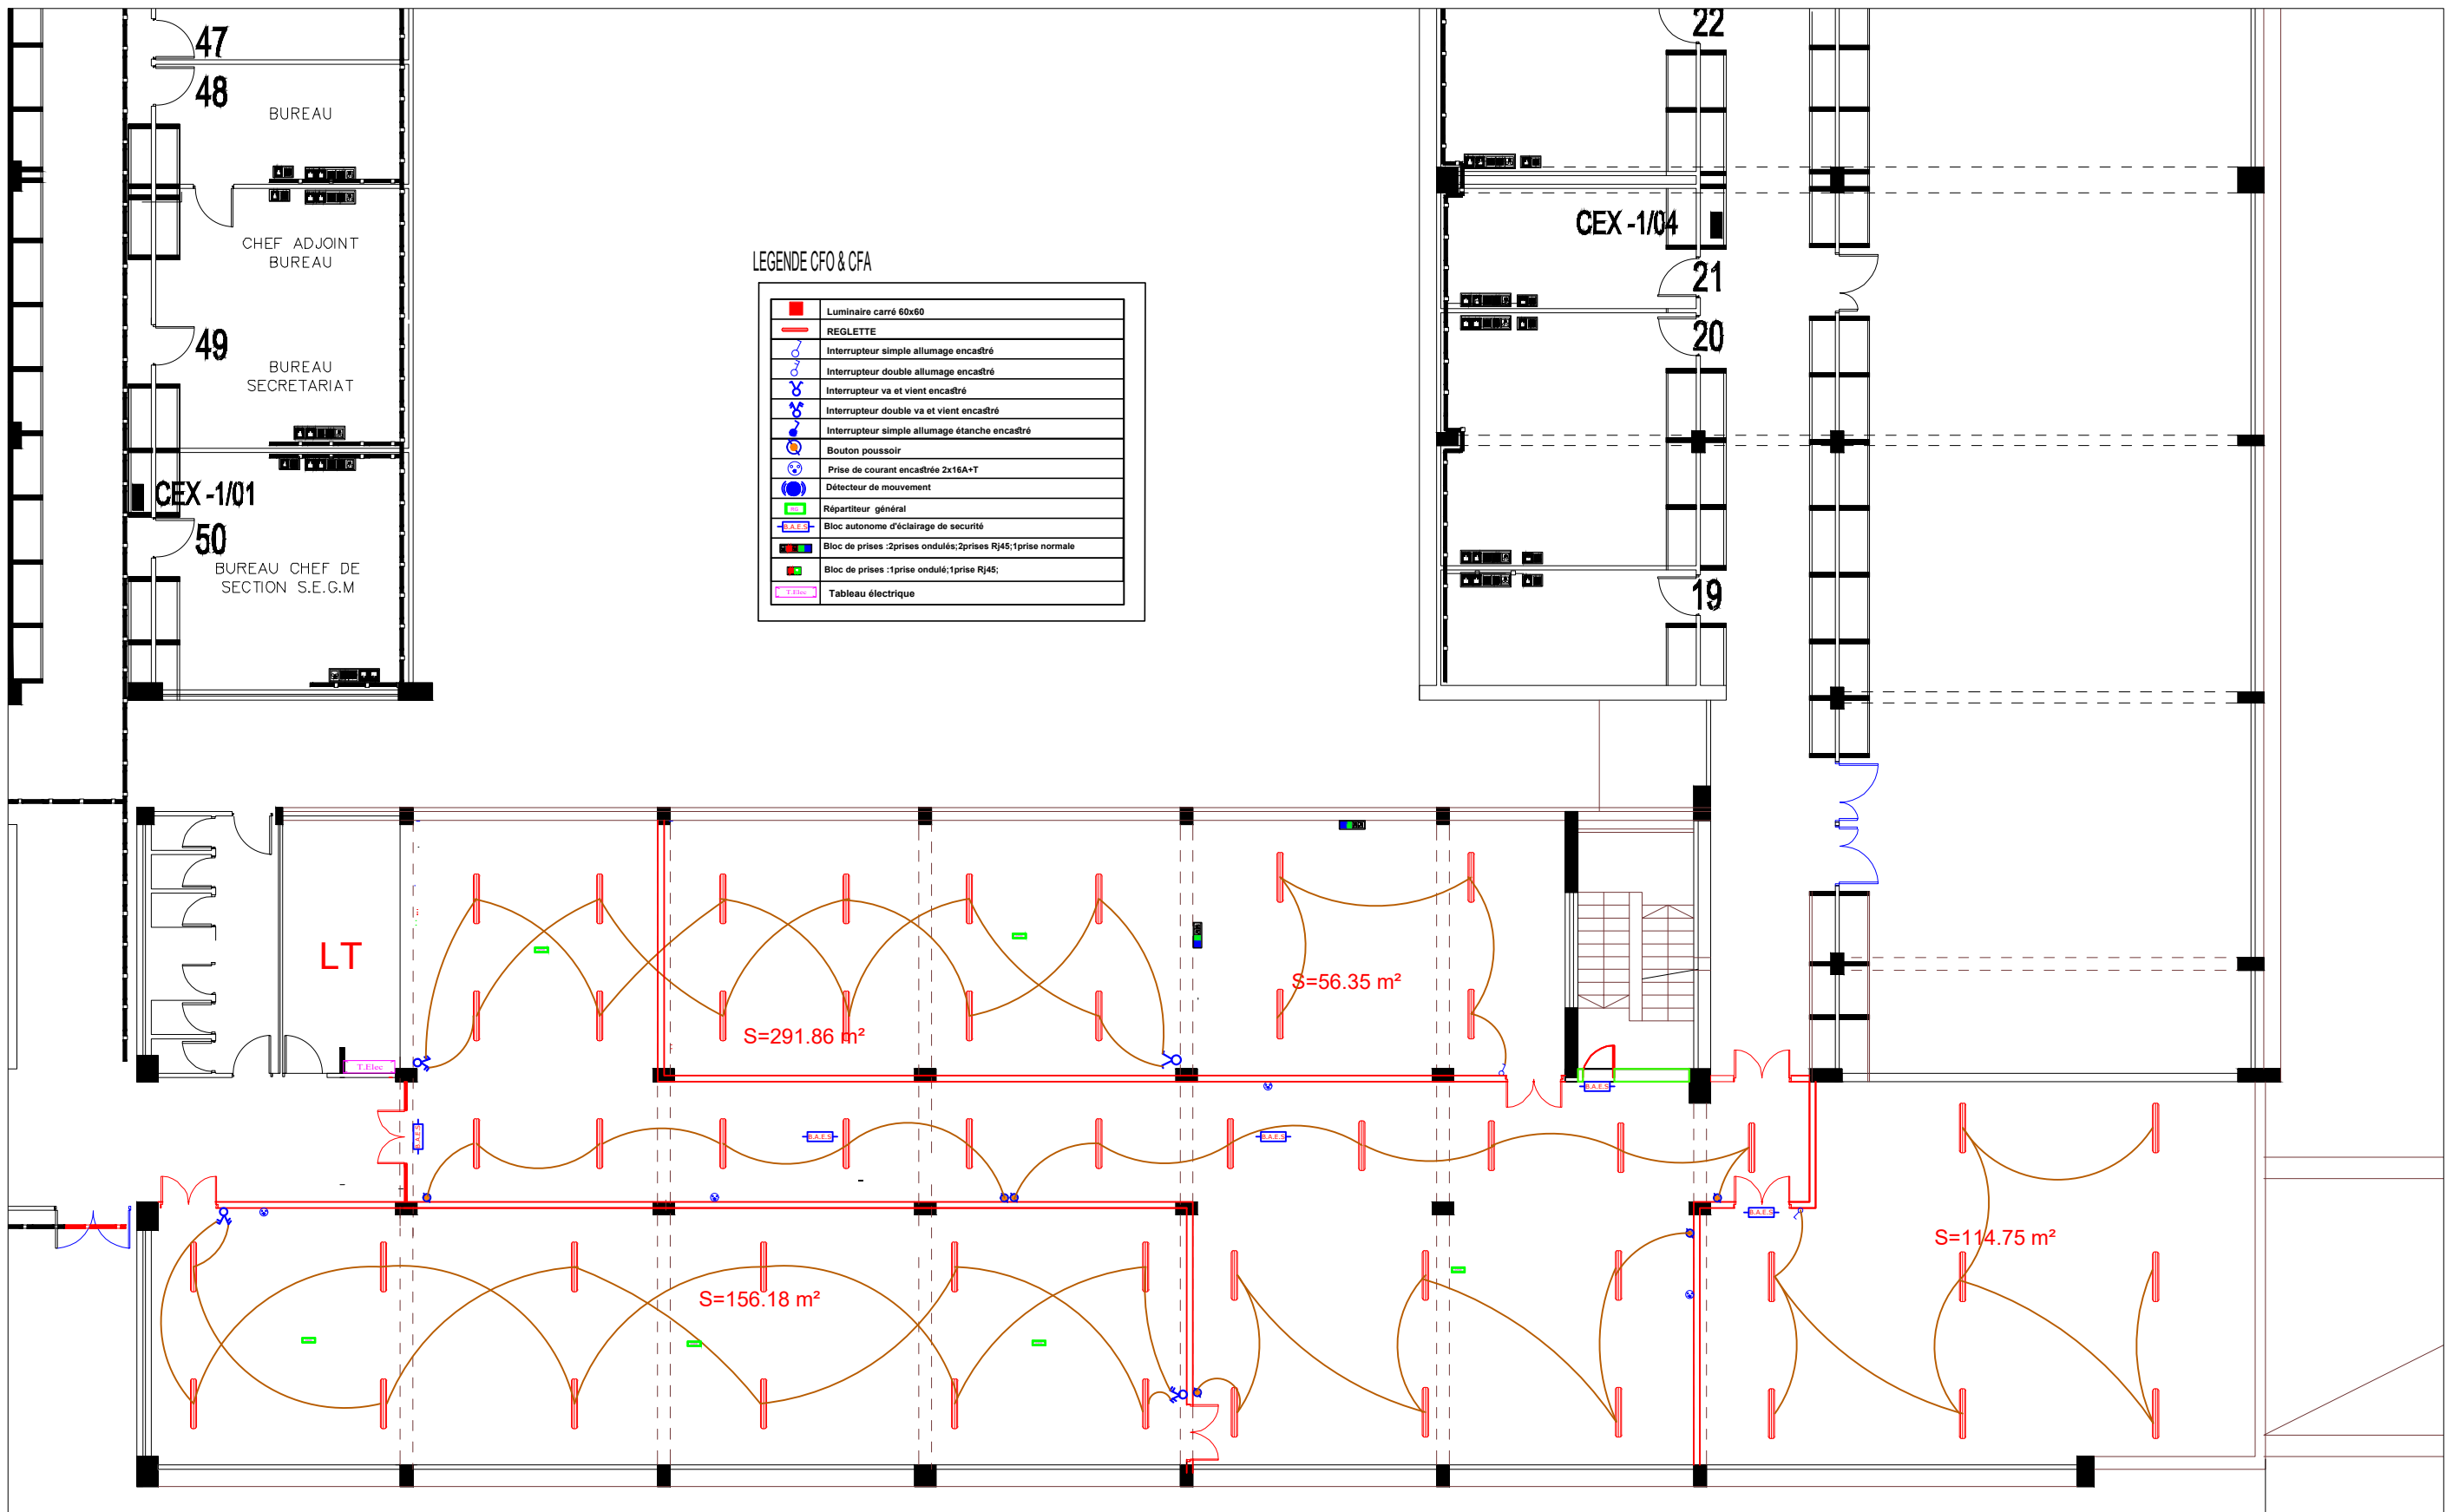 47
48
BUREAU
CHEF ADJOINT
BUREAU
49
BUREAU
SECRETARIAT
CEX -1/01
50
BUREAU CHEF DE
SECTION S.E.G.M
LEGENDE CFO & CFA
Luminaire carré 60x60
REGLETTE
Interrupteur simple allumage encastré
Interrupteur double allumage encastré
Interrupteur va et vient encastré
Interrupteur double va et vient encastré
Interrupteur simple allumage étanche encastré
Bouton poussoir
Prise de courant encastrée 2x16A+T
Détecteur de mouvement
RG Répartiteur  général
B.A.E.S Bloc autonome d'éclairage de securité
Bloc de prises :2prises ondulés;2prises Rj45;1prise normale
Bloc de prises :1prise ondulé;1prise Rj45;
T.Elec Tableau électrique
22
CEX -1/04
21
20
19
LT
T.Elec
S=291.86 m²
S=56.35 m²
B.A.E.S
B.A.E.S
B.A.E.S
B.A.E.S
B.A.E.S
S=114.75 m²
S=156.18 m²